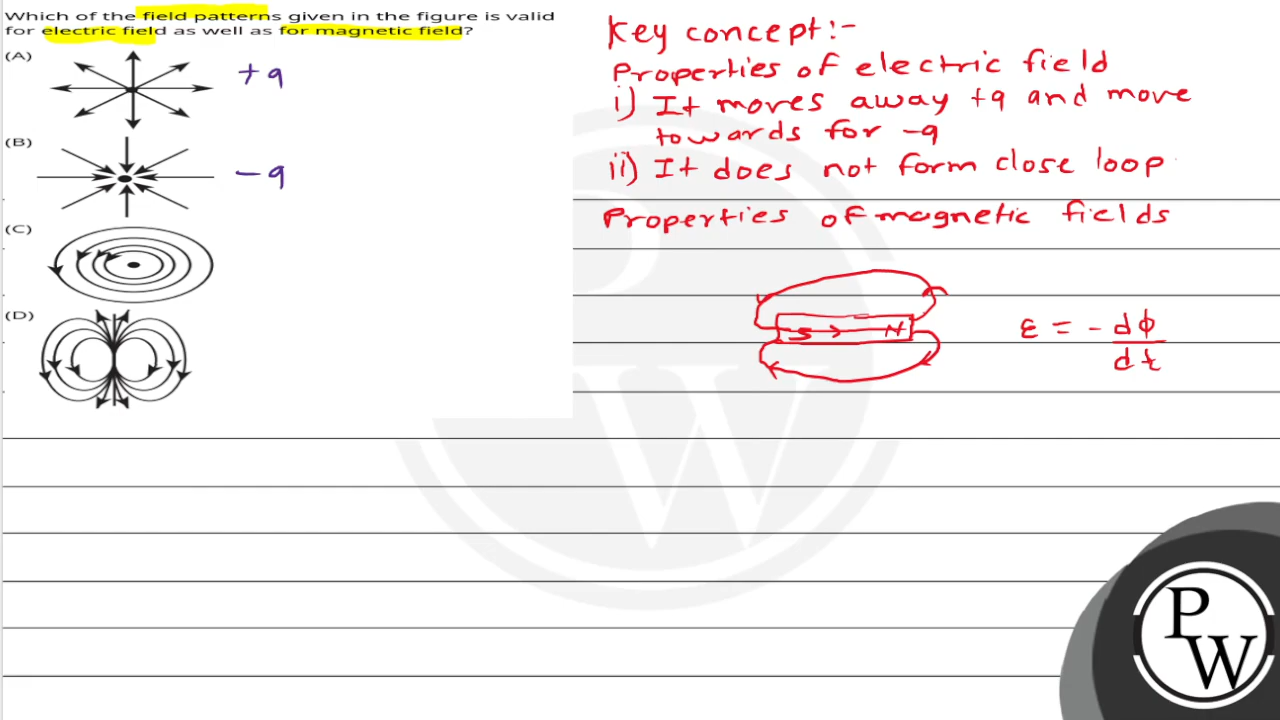 Which of the field patterns given in the figure is valid
for electric field as well as for magnetic field?
(A)
+q
(B)
-q
(C)
(D)
Key concept:-
Properties of electric field
i) It moves away +q and move
towards for -q
ii) It does not form close loop
Properties of magnetic fields
S N
ε = - dϕ
dt
PW